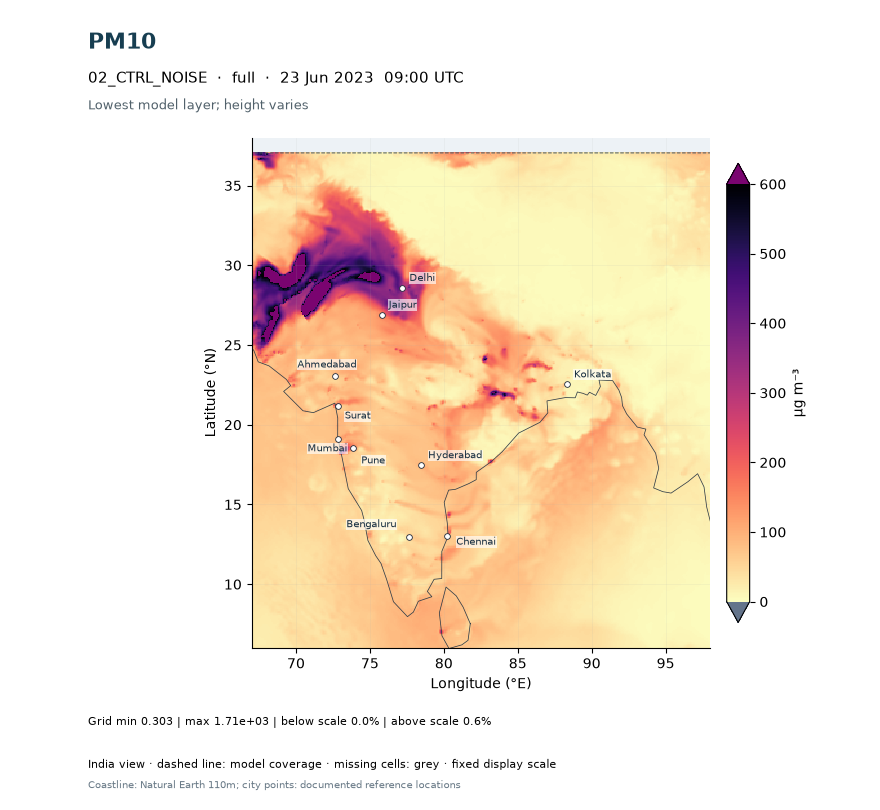 PM10
02_CTRL_NOISE · full · 23 Jun 2023 09:00 UTC
Lowest model layer; height varies
35
30
25
20
15
10
70
75
80
85
90
95
Latitude (°N)
Longitude (°E)
Delhi
Jaipur
Ahmedabad
Kolkata
Surat
Mumbai
Pune
Hyderabad
Bengaluru
Chennai
600
500
400
300
200
100
0
µg m⁻³
Grid min 0.303 | max 1.71e+03 | below scale 0.0% | above scale 0.6%
India view · dashed line: model coverage · missing cells: grey · fixed display scale
Coastline: Natural Earth 110m; city points: documented reference locations